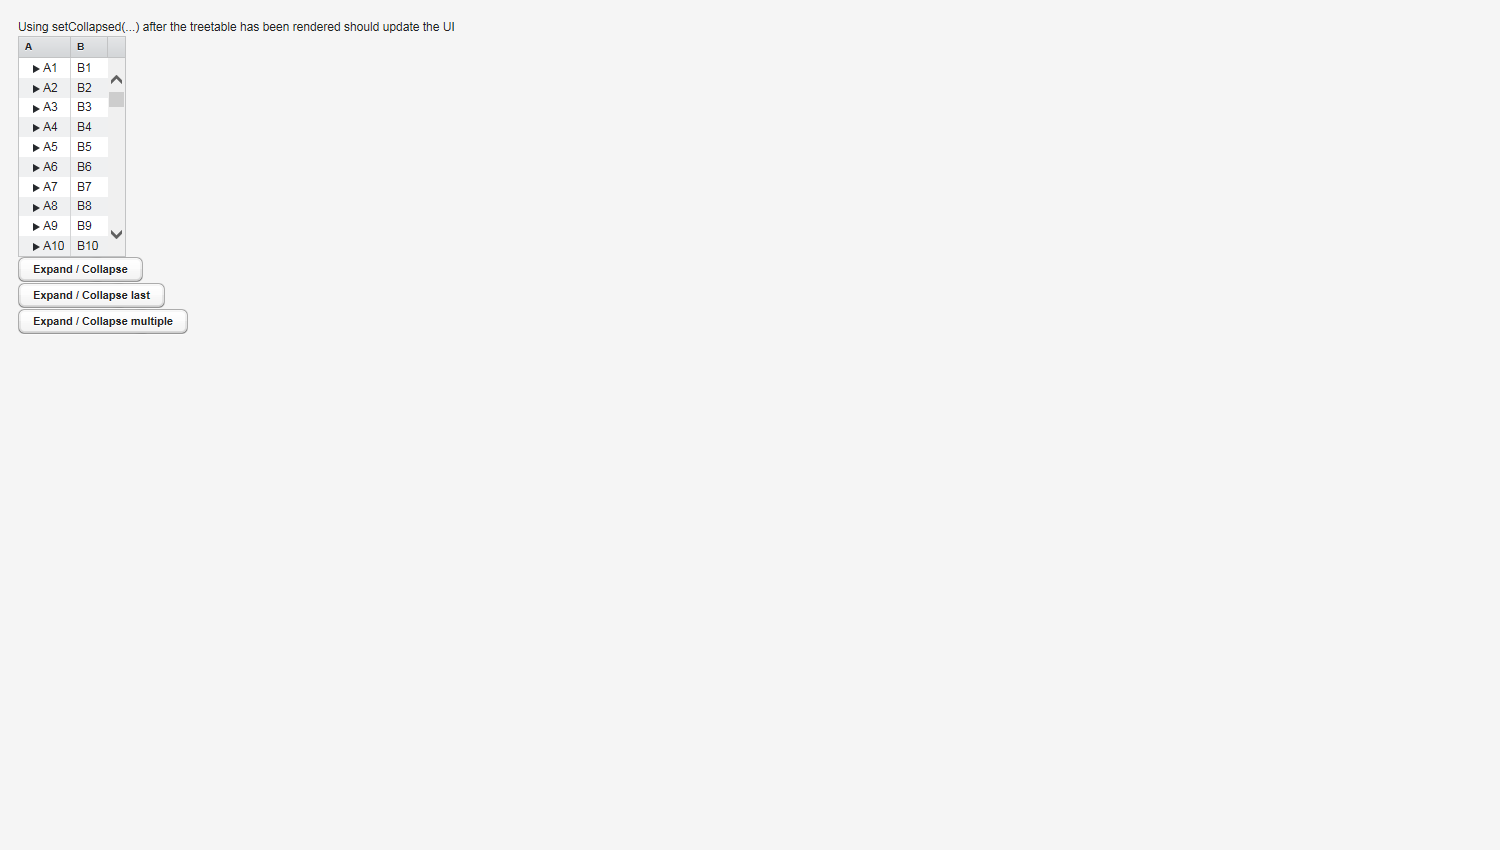 Using setCollapsed(...) after the treetable has been rendered should update the UI
A B
A1 B1
A2 B2
A3 B3
A4 B4
A5 B5
A6 B6
A7 B7
A8 B8
A9 B9
A10 B10
Expand / Collapse
Expand / Collapse last
Expand / Collapse multiple